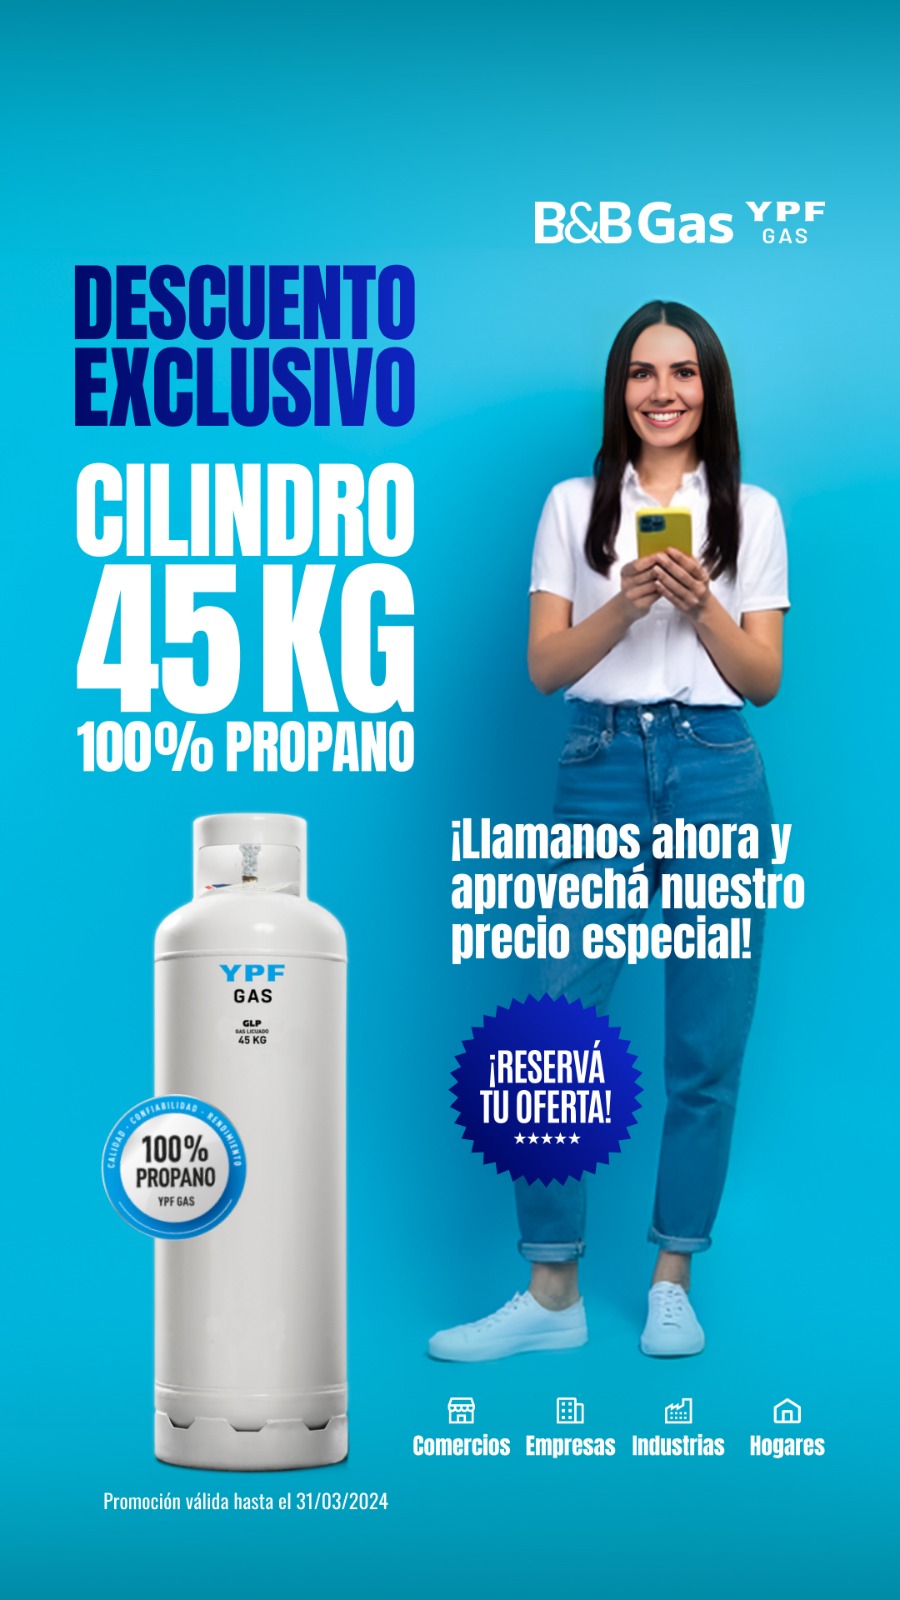 B&B Gas YPF GAS
DESCUENTO
EXCLUSIVO
CILINDRO
45 KG
100% PROPANO
¡Llamanos ahora y
aprovechá nuestro
precio especial!
YPF
GAS
GLP
GAS LICUADO
45 KG
¡RESERVÁ
TU OFERTA!
CALIDAD - CONFIABILIDAD - RENDIMIENTO
100%
PROPANO
YPF GAS
Comercios Empresas Industrias Hogares
Promoción válida hasta el 31/03/2024